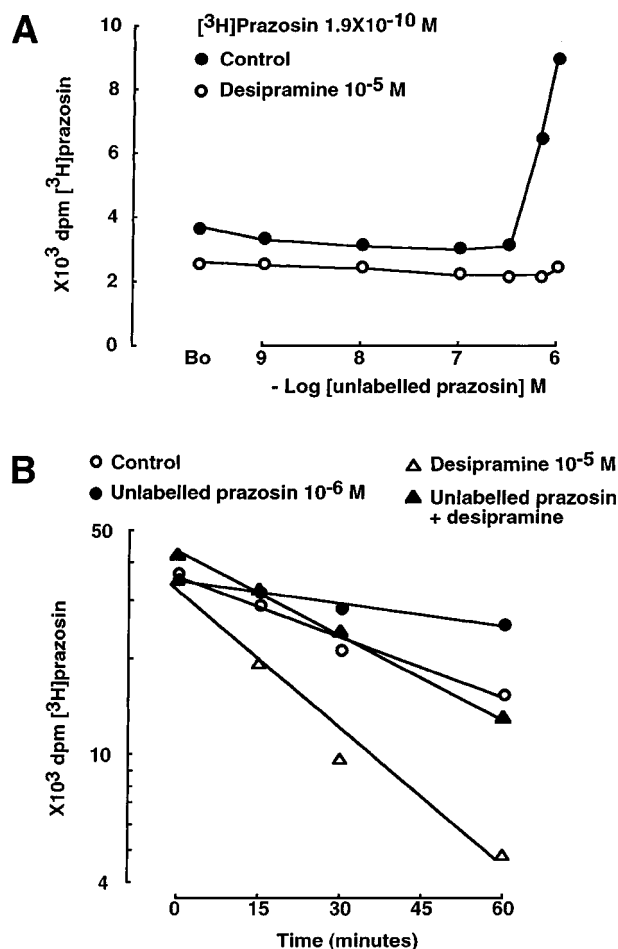 A
[³H]Prazosin 1.9X10⁻¹⁰ M
Control
Desipramine 10⁻⁵ M
X10³ dpm [³H]prazosin
10
8
6
4
2
0
Bo 9 8 7 6
- Log [unlabelled prazosin] M
B
Control
Unlabelled prazosin 10⁻⁶ M
Desipramine 10⁻⁵ M
Unlabelled prazosin
+ desipramine
X10³ dpm [³H]prazosin
50
10
4
0 15 30 45 60
Time (minutes)